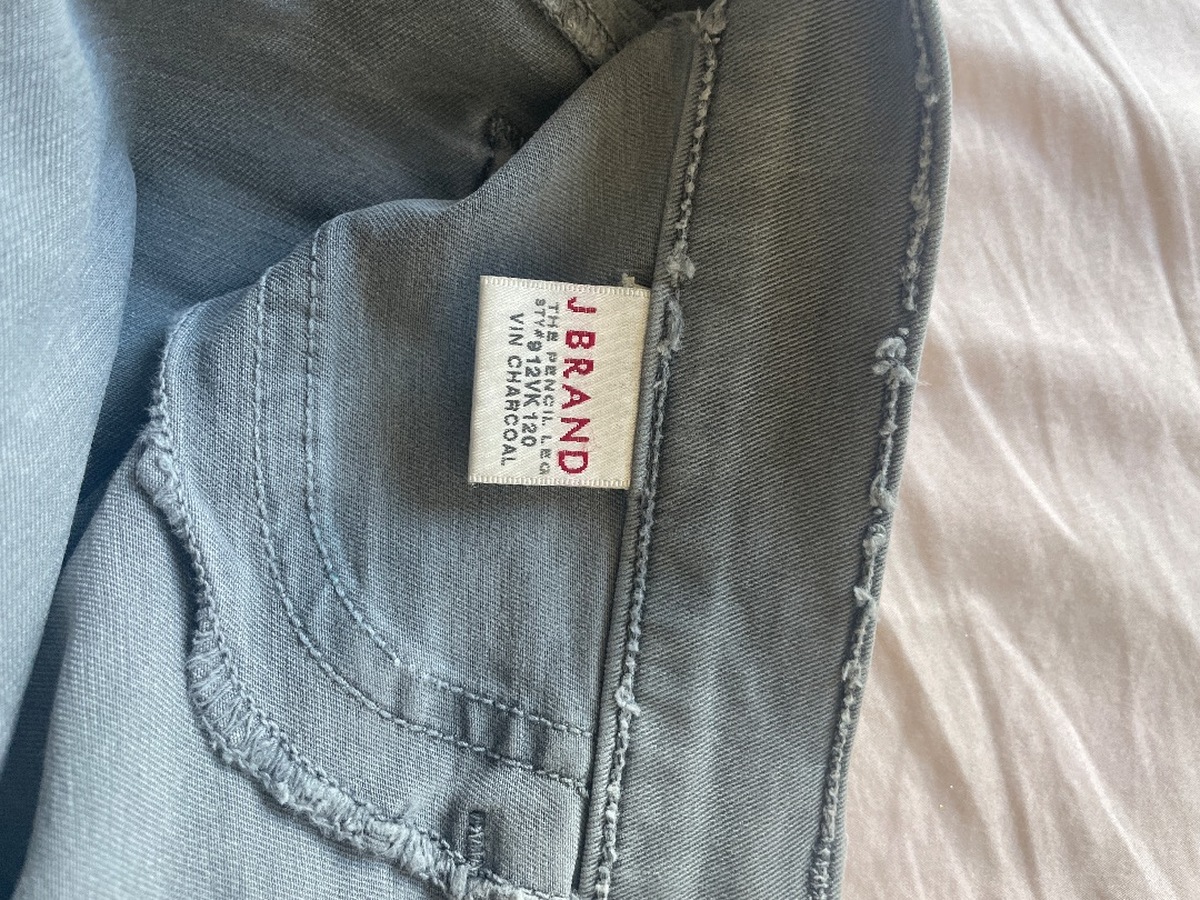 J BRAND
THE PENCIL LEG
STY#912VK120
VIN CHARCOAL